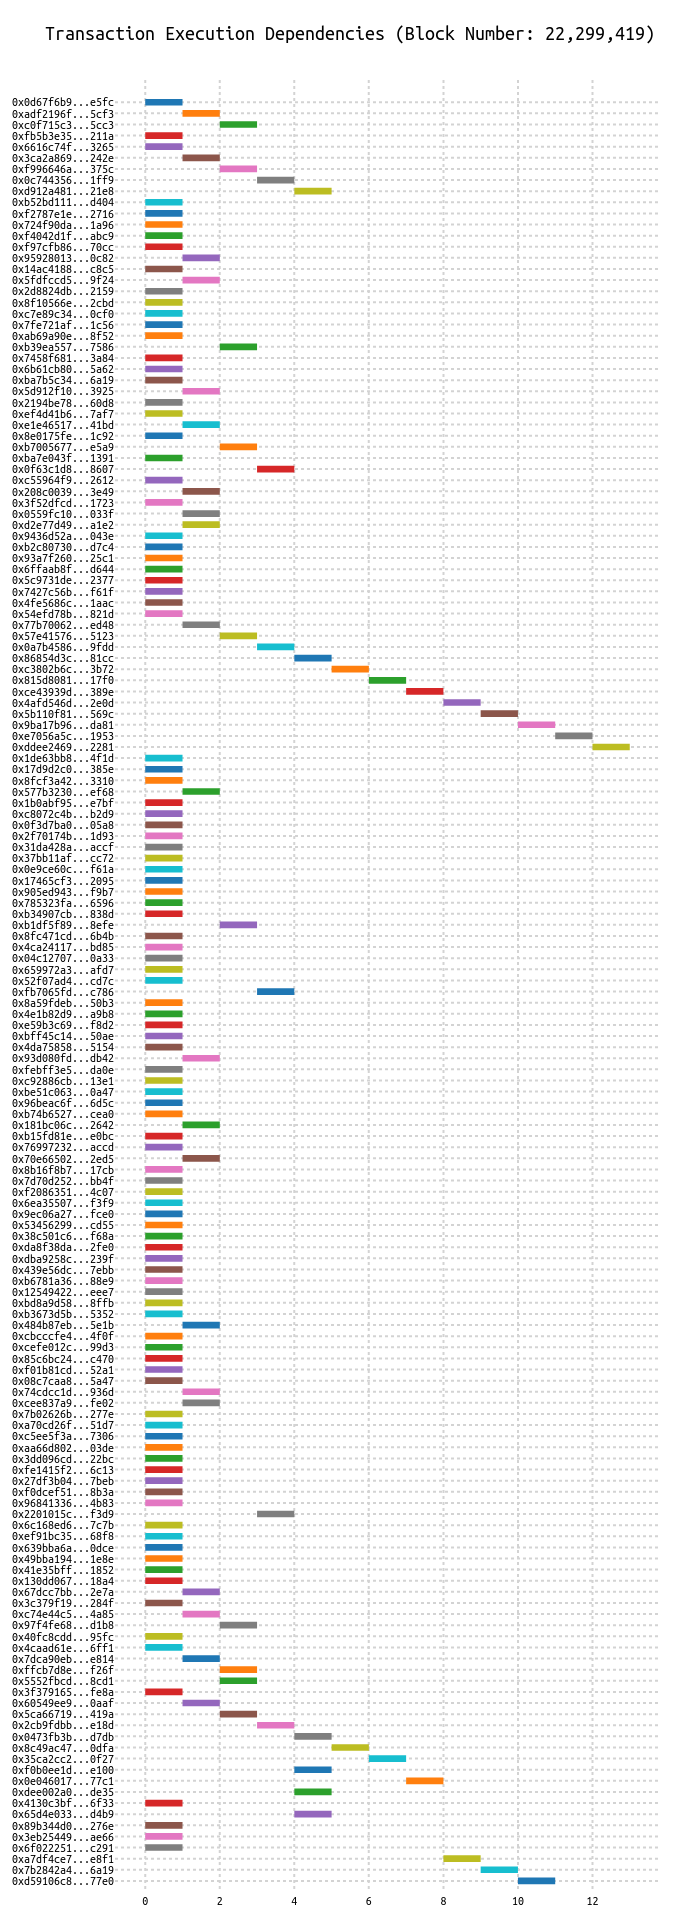 Transaction Execution Dependencies (Block Number: 22,299,419)
0x0d67f6b9...e5fc
0xadf2196f...5cf3
0xc0f715c3...5cc3
0xfb5b3e35...211a
0x6616c74f...3265
0x3ca2a869...242e
0xf996646a...375c
0x0c744356...1ff9
0xd912a481...21e8
0xb52bd111...d404
0xf2787e1e...2716
0x724f90da...1a96
0xf4042d1f...abc9
0xf97cfb86...70cc
0x95928013...0c82
0x14ac4188...c8c5
0x5fdfccd5...9f24
0x2d8824db...2159
0x8f10566e...2cbd
0xc7e89c34...0cf0
0x7fe721af...1c56
0xab69a90e...8f52
0xb39ea557...7586
0x7458f681...3a84
0x6b61cb80...5a62
0xba7b5c34...6a19
0x5d912f10...3925
0x2194be78...60d8
0xef4d41b6...7af7
0xe1e46517...41bd
0x8e0175fe...1c92
0xb7005677...e5a9
0xba7e043f...1391
0x0f63c1d8...8607
0xc55964f9...2612
0x208c0039...3e49
0x3f52dfcd...1723
0x0559fc10...033f
0xd2e77d49...a1e2
0x9436d52a...043e
0xb2c80730...d7c4
0x93a7f260...25c1
0x6ffaab8f...d644
0x5c9731de...2377
0x7427c56b...f61f
0x4fe5686c...1aac
0x54efd78b...821d
0x77b70062...ed48
0x57e41576...5123
0x0a7b4586...9fdd
0x86854d3c...81cc
0xc3802b6c...3b72
0x815d8081...17f0
0xce43939d...389e
0x4afd546d...2e0d
0x5b110f81...569c
0x9ba17b96...da81
0xe7056a5c...1953
0xddee2469...2281
0x1de63bb8...4f1d
0x17d9d2c0...385e
0x8fcf3a42...3310
0x577b3230...ef68
0x1b0abf95...e7bf
0xc8072c4b...b2d9
0x0f3d7ba0...05a8
0x2f70174b...1d93
0x31da428a...accf
0x37bb11af...cc72
0x0e9ce60c...f61a
0x17465cf3...2095
0x905ed943...f9b7
0x785323fa...6596
0xb34907cb...838d
0xb1df5f89...8efe
0x8fc471cd...6b4b
0x4ca24117...bd85
0x04c12707...0a33
0x659972a3...afd7
0x52f07ad4...cd7c
0xfb7065fd...c786
0x8a59fdeb...50b3
0x4e1b82d9...a9b8
0xe59b3c69...f8d2
0xbff45c14...50ae
0x4da75858...5154
0x93d080fd...db42
0xfebff3e5...da0e
0xc92886cb...13e1
0xbe51c063...0a47
0x96beac6f...6d5c
0xb74b6527...cea0
0x181bc06c...2642
0xb15fd81e...e0bc
0x76997232...accd
0x70e66502...2ed5
0x8b16f8b7...17cb
0x7d70d252...bb4f
0xf2086351...4c07
0x6ea35507...f3f9
0x9ec06a27...fce0
0x53456299...cd55
0x38c501c6...f68a
0xda8f38da...2fe0
0xdba9258c...239f
0x439e56dc...7ebb
0xb6781a36...88e9
0x12549422...eee7
0xbd8a9d58...8ffb
0xb3673d5b...5352
0x484b87eb...5e1b
0xcbcccfe4...4f0f
0xcefe012c...99d3
0x85c6bc24...c470
0xf01b81cd...52a1
0x08c7caa8...5a47
0x74cdcc1d...936d
0xcee837a9...fe02
0x7b02626b...277e
0xa70cd26f...51d7
0xc5ee5f3a...7306
0xaa66d802...03de
0x3dd096cd...22bc
0xfe1415f2...6c13
0x27df3b04...7beb
0xf0dcef51...8b3a
0x96841336...4b83
0x2201015c...f3d9
0x6c168ed6...7c7b
0xef91bc35...68f8
0x639bba6a...0dce
0x49bba194...1e8e
0x41e35bff...1852
0x130dd067...18a4
0x67dcc7bb...2e7a
0x3c379f19...284f
0xc74e44c5...4a85
0x97f4fe68...d1b8
0x40fc8cdd...95fc
0x4caad61e...6ff1
0x7dca90eb...e814
0xffcb7d8e...f26f
0x5552fbcd...8cd1
0x3f379165...fe8a
0x60549ee9...0aaf
0x5ca66719...419a
0x2cb9fdbb...e18d
0x0473fb3b...d7db
0x8c49ac47...0dfa
0x35ca2cc2...0f27
0xf0b0ee1d...e100
0x0e046017...77c1
0xdee002a0...de35
0x4130c3bf...6f33
0x65d4e033...d4b9
0x89b344d0...276e
0x3eb25449...ae66
0x6f022251...c291
0xa7df4ce7...e8f1
0x7b2842a4...6a19
0xd59106c8...77e0
0 2 4 6 8 10 12